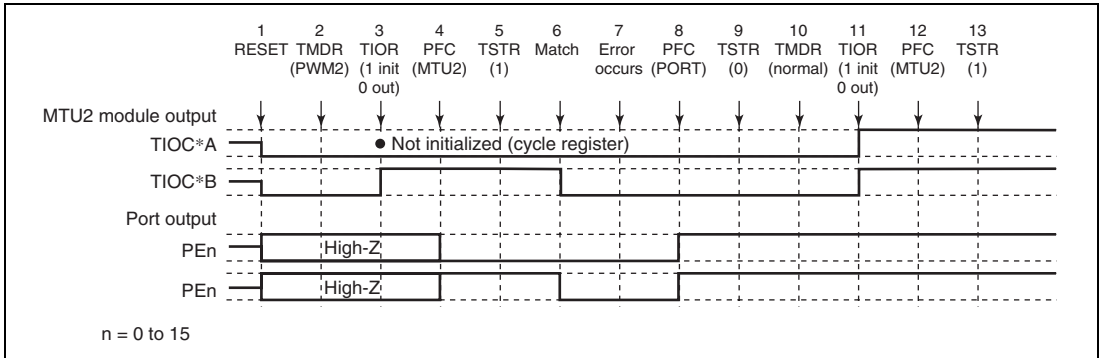 1 2 3 4 5 6 7 8 9 10 11 12 13
RESET TMDR TIOR PFC TSTR Match Error PFC TSTR TMDR TIOR PFC TSTR
(PWM2) (1 init (MTU2) (1) occurs (PORT) (0) (normal) (1 init (MTU2) (1)
0 out) 0 out)
MTU2 module output
TIOC*A
● Not initialized (cycle register)
TIOC*B
Port output
PEn
High-Z
PEn
High-Z
n = 0 to 15